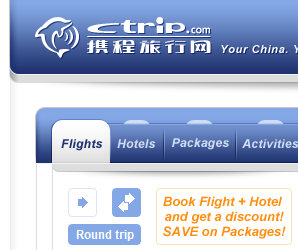 Ctrip.com
携程旅行网 Your China. Y
Flights Hotels Packages Activities
Book Flight + Hotel
and get a discount!
SAVE on Packages!
Round trip